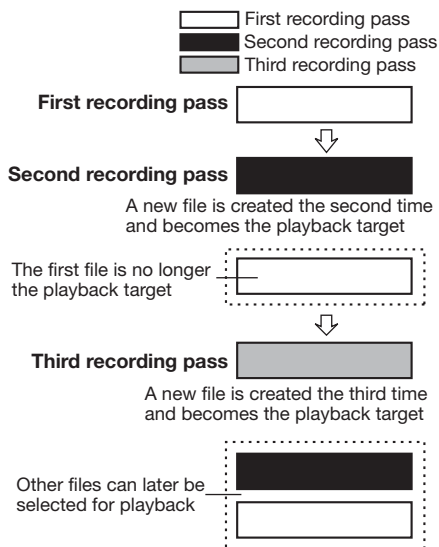 First recording pass
Second recording pass
Third recording pass
First recording pass
Second recording pass
A new file is created the second time
and becomes the playback target
The first file is no longer
the playback target
Third recording pass
A new file is created the third time
and becomes the playback target
Other files can later be
selected for playback